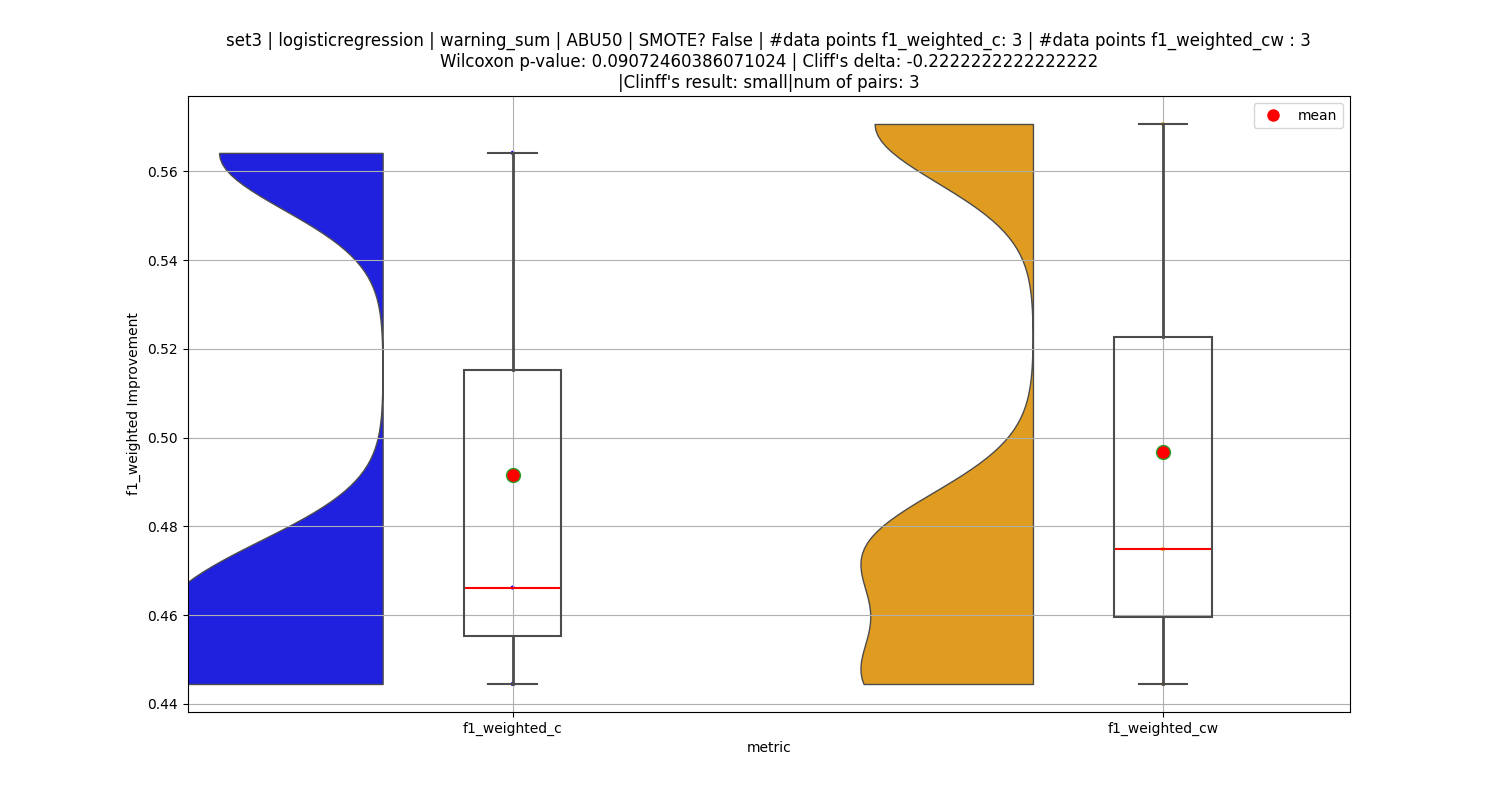 set3 | logisticregression | warning_sum | ABU50 | SMOTE? False | #data points f1_weighted_c: 3 | #data points f1_weighted_cw : 3
Wilcoxon p-value: 0.09072460386071024 | Cliff's delta: -0.2222222222222222
|Clinff's result: small|num of pairs: 3
mean
0.56
0.54
0.52
0.50
0.48
0.46
0.44
f1_weighted Improvement
f1_weighted_c
f1_weighted_cw
metric